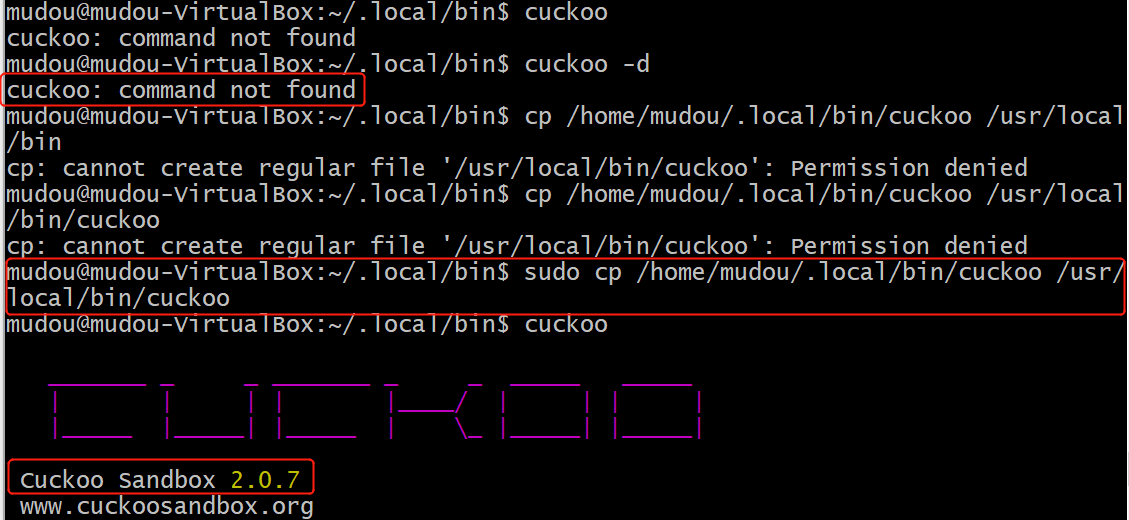 mudou@mudou-VirtualBox:~/.local/bin$ cuckoo
cuckoo: command not found
mudou@mudou-VirtualBox:~/.local/bin$ cuckoo -d
cuckoo: command not found
mudou@mudou-VirtualBox:~/.local/bin$ cp /home/mudou/.local/bin/cuckoo /usr/local
/bin
cp: cannot create regular file '/usr/local/bin/cuckoo': Permission denied
mudou@mudou-VirtualBox:~/.local/bin$ cp /home/mudou/.local/bin/cuckoo /usr/local
/bin/cuckoo
cp: cannot create regular file '/usr/local/bin/cuckoo': Permission denied
mudou@mudou-VirtualBox:~/.local/bin$ sudo cp /home/mudou/.local/bin/cuckoo /usr/
local/bin/cuckoo
mudou@mudou-VirtualBox:~/.local/bin$ cuckoo
Cuckoo Sandbox 2.0.7
www.cuckoosandbox.org